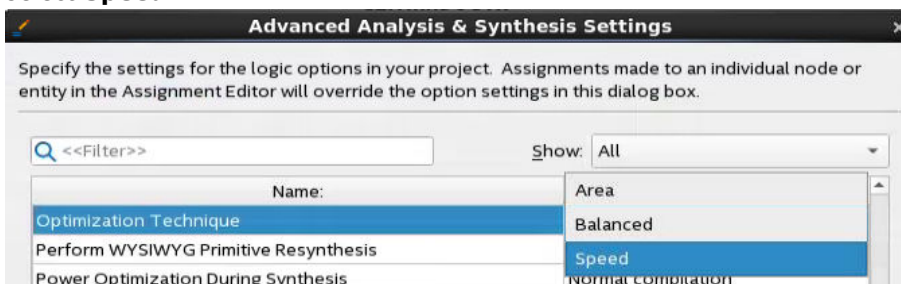 Advanced Analysis & Synthesis Settings
Specify the settings for the logic options in your project. Assignments made to an individual node or
entity in the Assignment Editor will override the option settings in this dialog box.
<<Filter>>
Show: All
Name:
Area
Optimization Technique
Balanced
Perform WYSIWYG Primitive Resynthesis
Speed
Power Optimization During Synthesis
Normal compilation